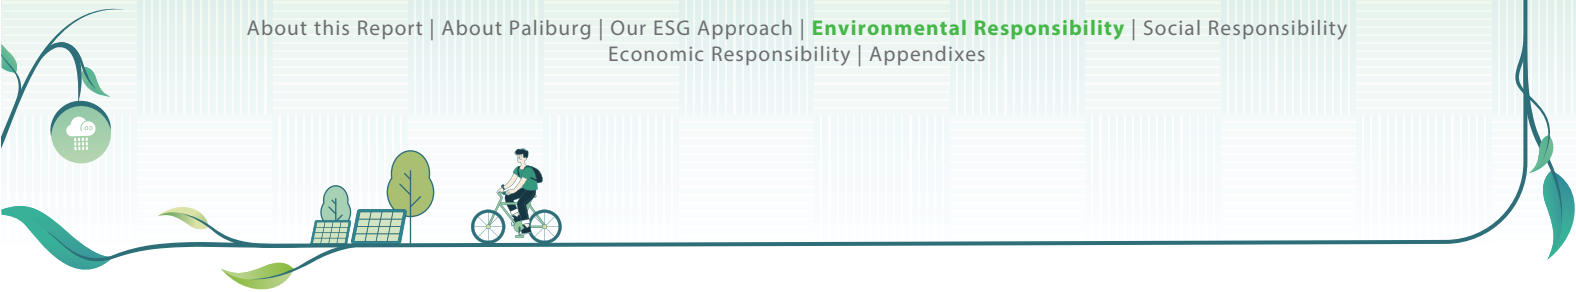 About this Report | About Paliburg | Our ESG Approach | Environmental Responsibility | Social Responsibility
Economic Responsibility | Appendixes